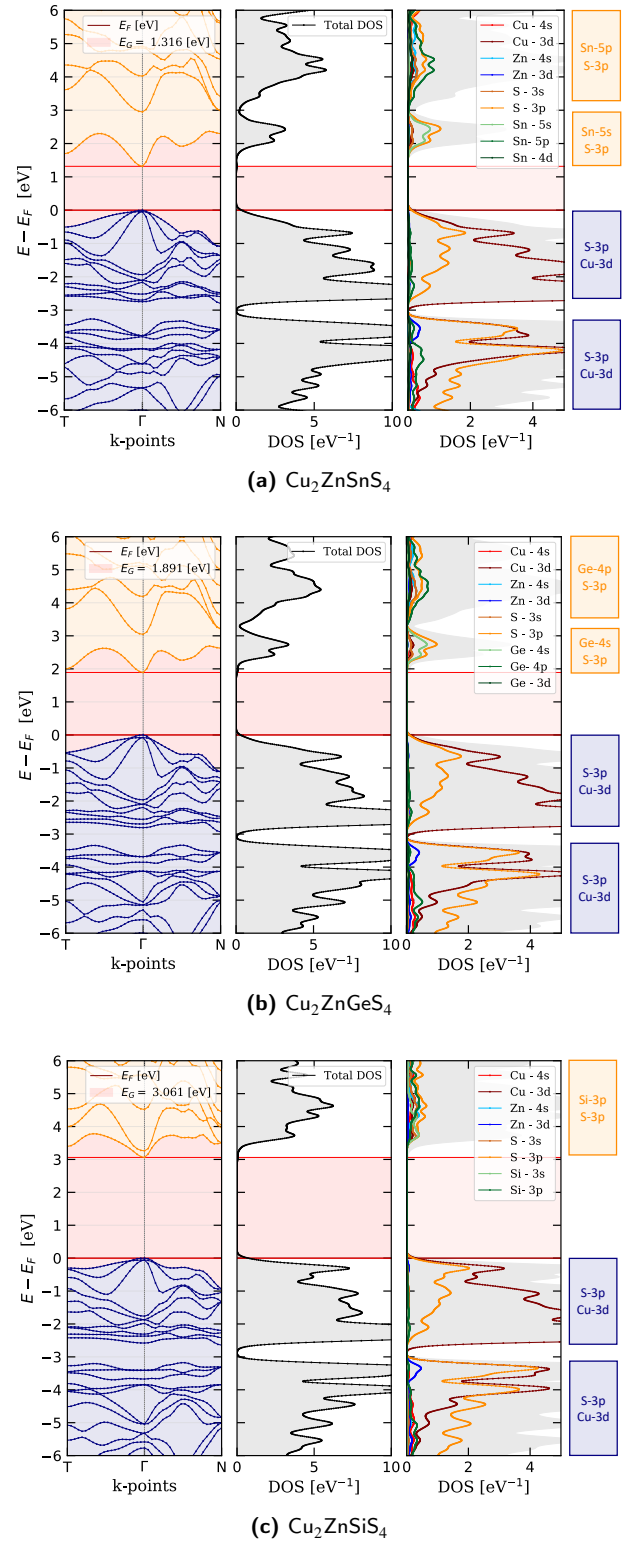 E_F [eV]
E_G = 1.316 [eV]
Total DOS
Cu - 4s
Cu - 3d
Zn - 4s
Zn - 3d
S - 3s
S - 3p
Sn - 5s
Sn- 5p
Sn - 4d
Sn-5p
S-3p
Sn-5s
S-3p
S-3p
Cu-3d
S-3p
Cu-3d
6
5
4
3
2
1
0
−1
−2
−3
−4
−5
−6
E − E_F [eV]
T Γ N
0 5 10
0 2 4
k-points
DOS [eV⁻¹]
DOS [eV⁻¹]
(a) Cu₂ZnSnS₄
E_F [eV]
E_G = 1.891 [eV]
Total DOS
Cu - 4s
Cu - 3d
Zn - 4s
Zn - 3d
S - 3s
S - 3p
Ge - 4s
Ge- 4p
Ge - 3d
Ge-4p
S-3p
Ge-4s
S-3p
S-3p
Cu-3d
S-3p
Cu-3d
6
5
4
3
2
1
0
−1
−2
−3
−4
−5
−6
E − E_F [eV]
T Γ N
0 5 10
0 2 4
k-points
DOS [eV⁻¹]
DOS [eV⁻¹]
(b) Cu₂ZnGeS₄
E_F [eV]
E_G = 3.061 [eV]
Total DOS
Cu - 4s
Cu - 3d
Zn - 4s
Zn - 3d
S - 3s
S - 3p
Si - 3s
Si- 3p
Si-3p
S-3p
S-3p
Cu-3d
S-3p
Cu-3d
6
5
4
3
2
1
0
−1
−2
−3
−4
−5
−6
E − E_F [eV]
T Γ N
0 5 10
0 2 4
k-points
DOS [eV⁻¹]
DOS [eV⁻¹]
(c) Cu₂ZnSiS₄